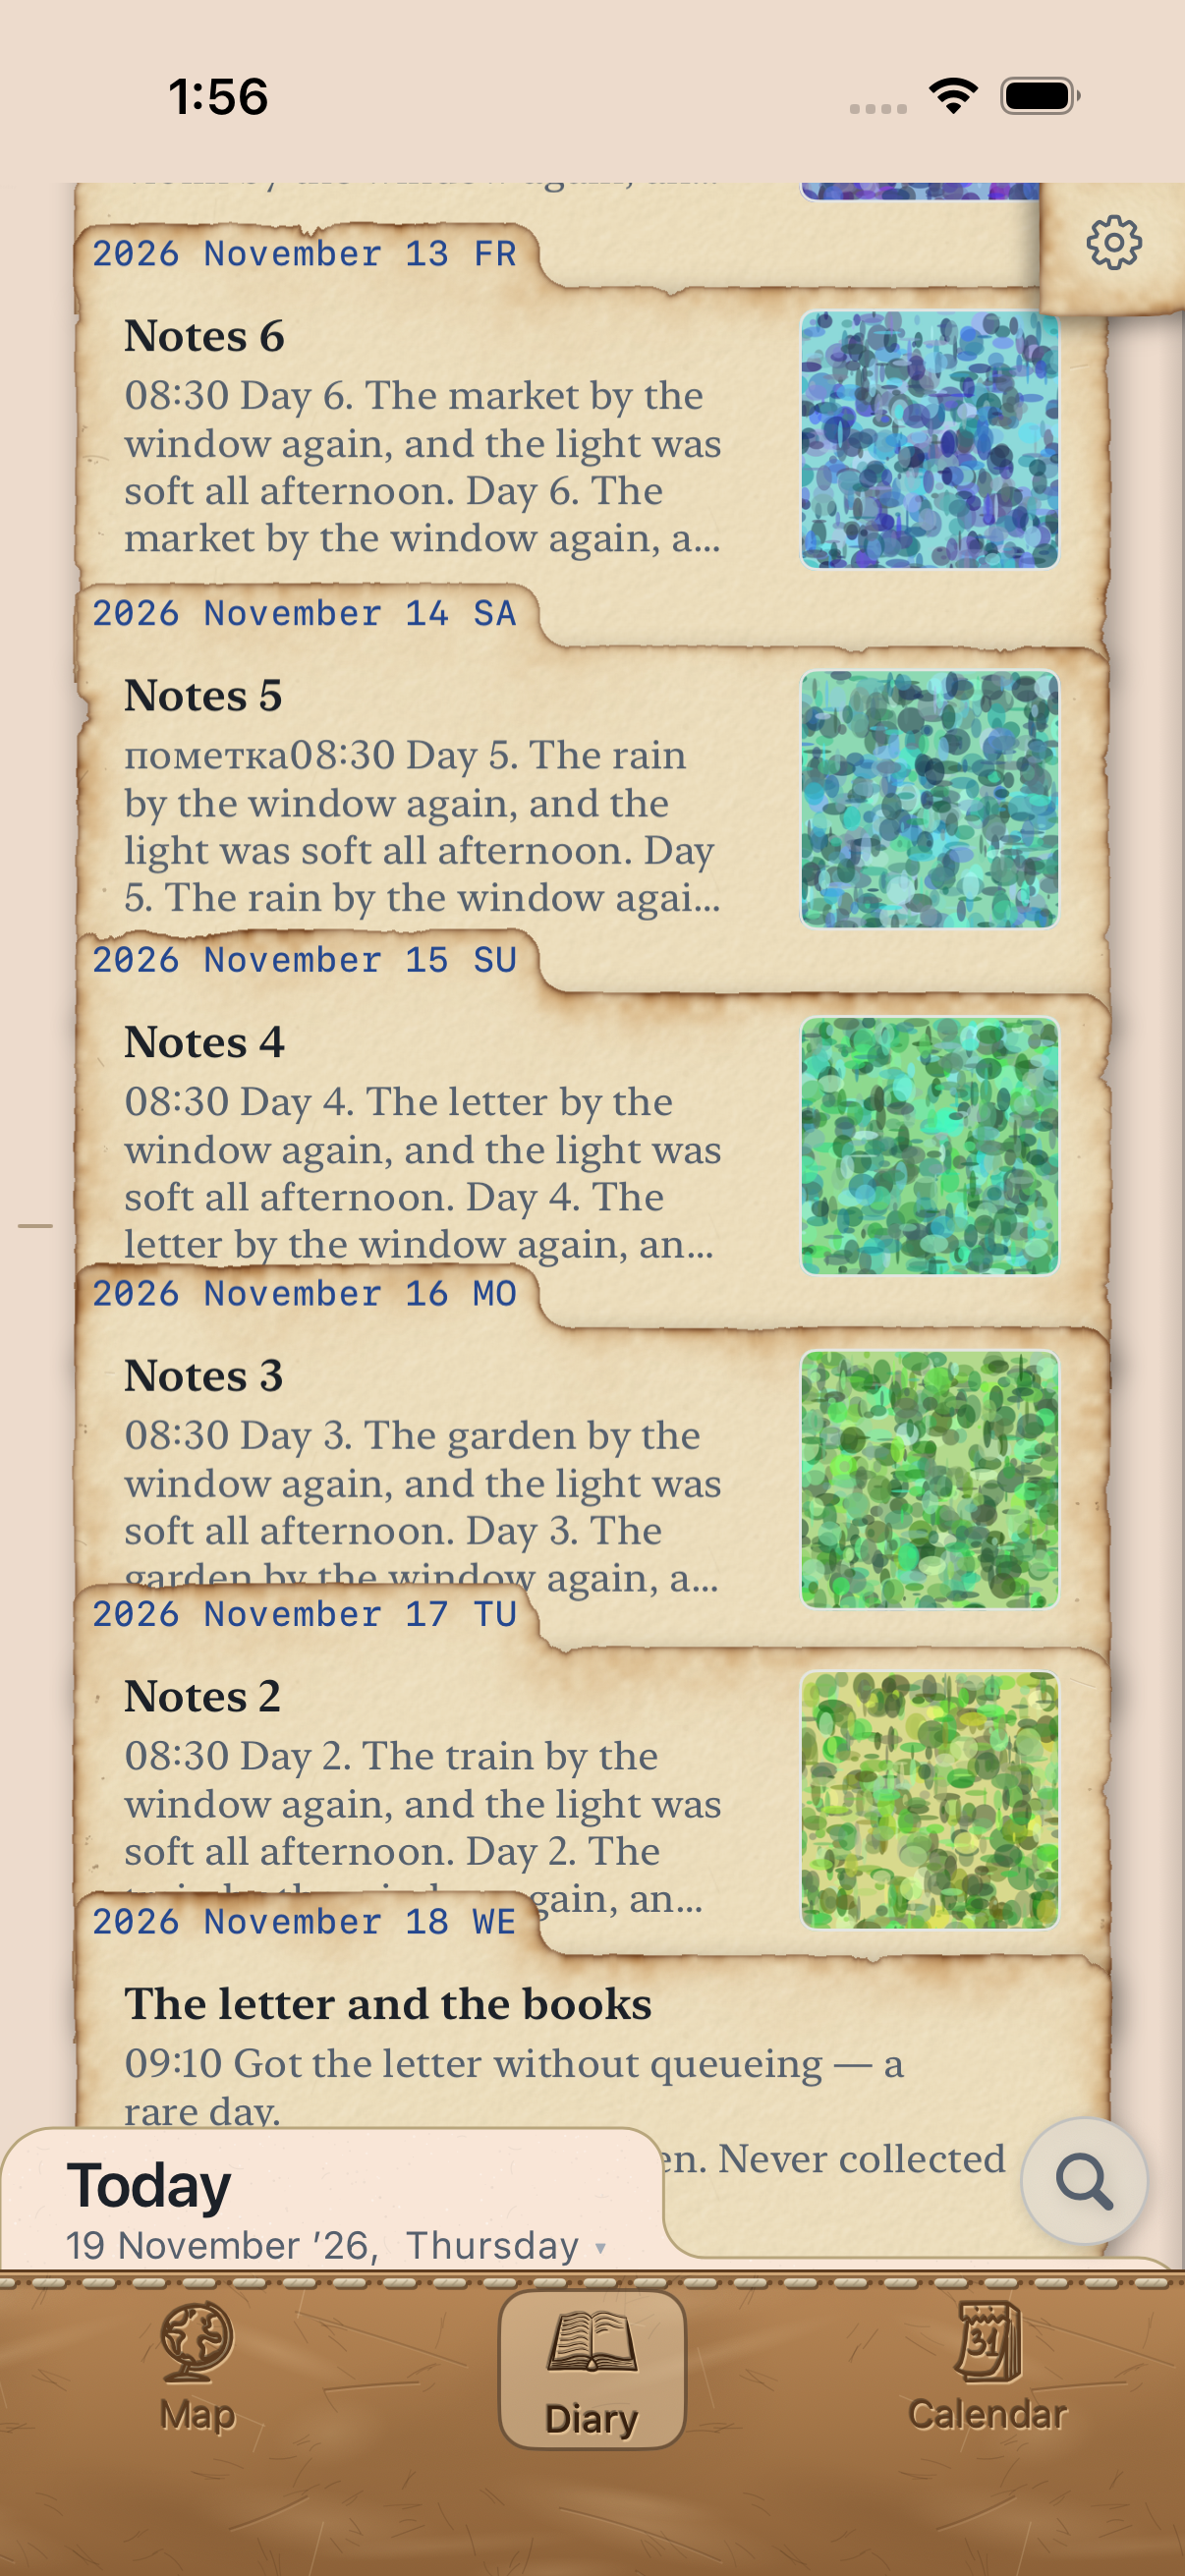 1:56
2026 November 13 FR
Notes 6
08:30 Day 6. The market by the
window again, and the light was
soft all afternoon. Day 6. The
market by the window again, a...
2026 November 14 SA
Notes 5
пометка08:30 Day 5. The rain
by the window again, and the
light was soft all afternoon. Day
5. The rain by the window agai...
2026 November 15 SU
Notes 4
08:30 Day 4. The letter by the
window again, and the light was
soft all afternoon. Day 4. The
letter by the window again, an...
2026 November 16 MO
Notes 3
08:30 Day 3. The garden by the
window again, and the light was
soft all afternoon. Day 3. The
garden by the window again, a...
2026 November 17 TU
Notes 2
08:30 Day 2. The train by the
window again, and the light was
soft all afternoon. Day 2. The
again, an...
2026 November 18 WE
The letter and the books
09:10 Got the letter without queueing — a
rare day.
Never collected
Today
19 November ’26, Thursday
31
Map
Diary
Calendar